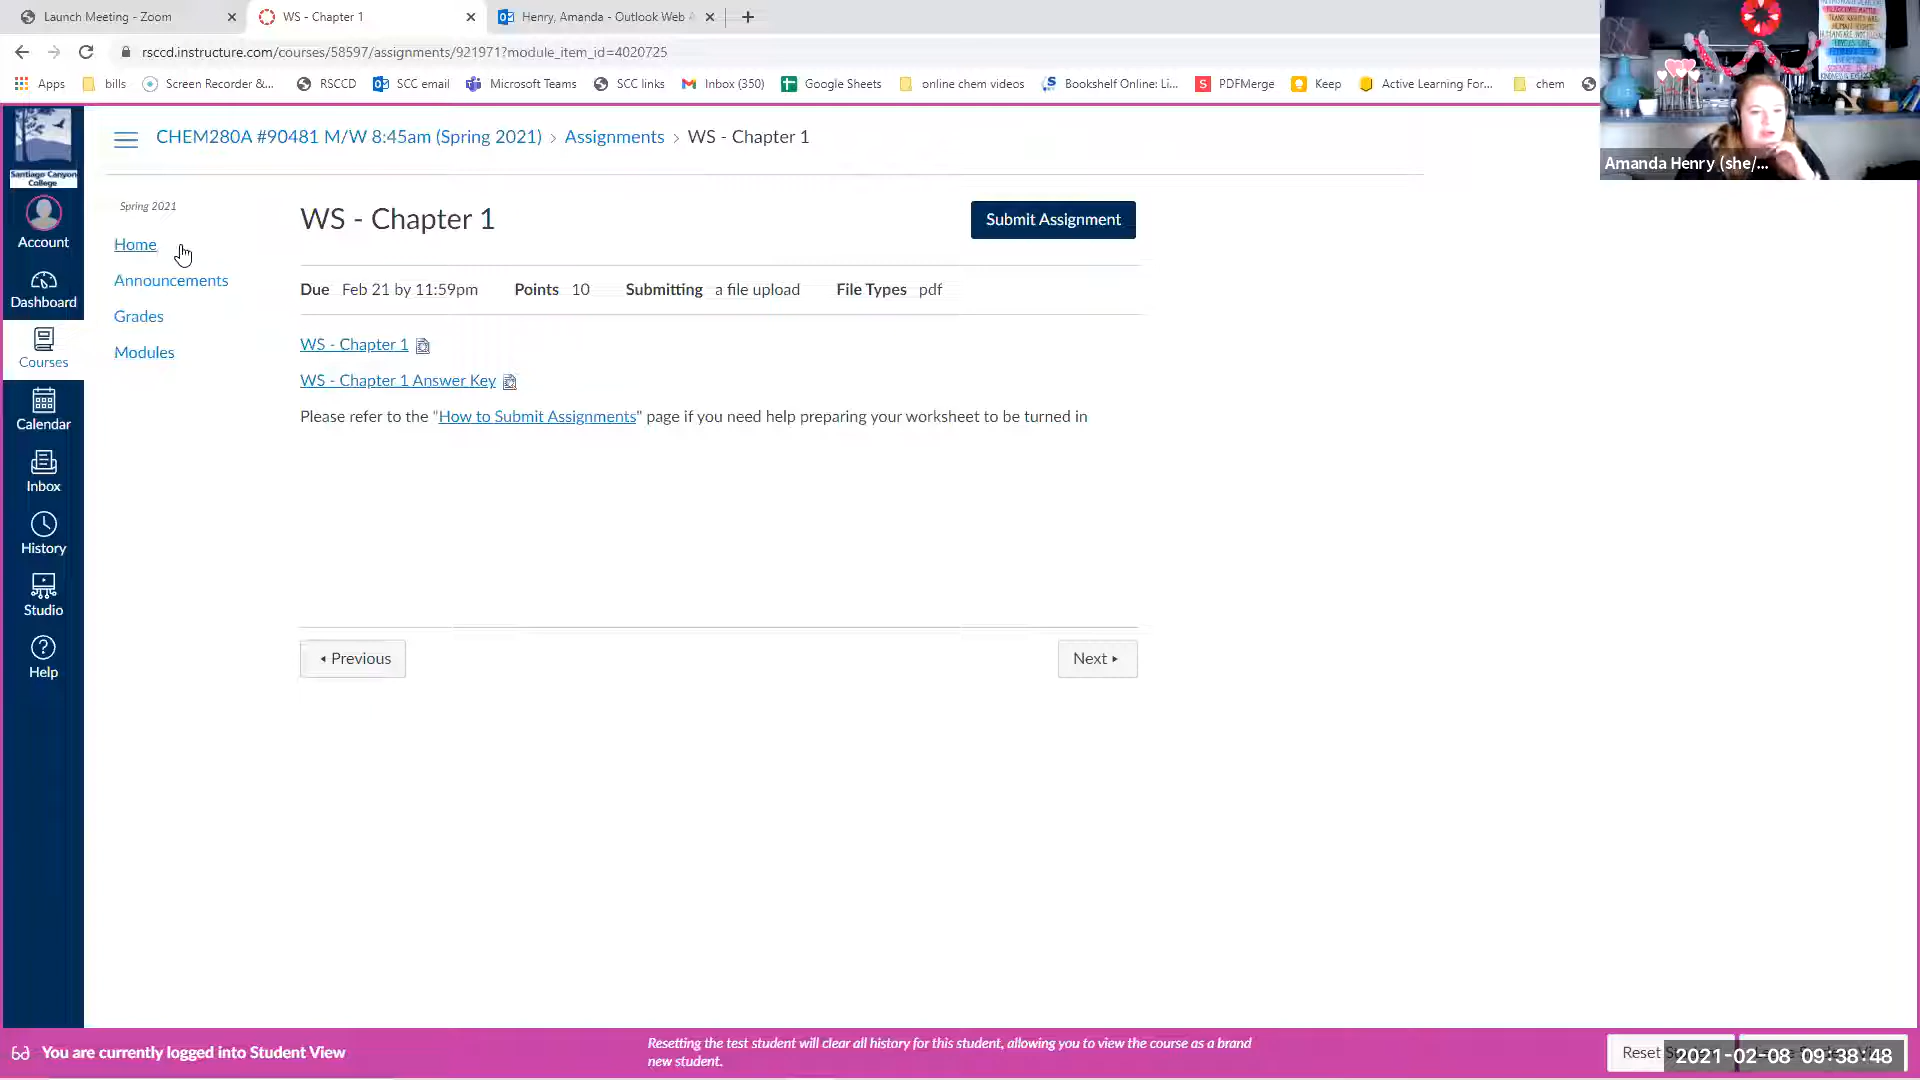 Launch Meeting - Zoom
WS - Chapter 1
Henry, Amanda - Outlook Web
rsccd.instructure.com/courses/58597/assignments/921971?module_item_id=4020725
Apps
bills
Screen Recorder &...
RSCCD
SCC email
Microsoft Teams
SCC links
Inbox (350)
Google Sheets
online chem videos
Bookshelf Online: Li...
PDFMerge
Keep
Active Learning For...
chem
Amanda Henry (she/...
Santiago Canyon
College
CHEM280A #90481 M/W 8:45am (Spring 2021) › Assignments › WS - Chapter 1
Account
Dashboard
Courses
Calendar
Inbox
History
Studio
Help
Spring 2021
Home
Announcements
Grades
Modules
WS - Chapter 1
Submit Assignment
Due Feb 21 by 11:59pm Points 10 Submitting a file upload File Types pdf
WS - Chapter 1
WS - Chapter 1 Answer Key
Please refer to the "How to Submit Assignments" page if you need help preparing your worksheet to be turned in
Previous
Next
You are currently logged into Student View
Resetting the test student will clear all history for this student, allowing you to view the course as a brand
new student.
Reset
2021-02-08 09:38:48